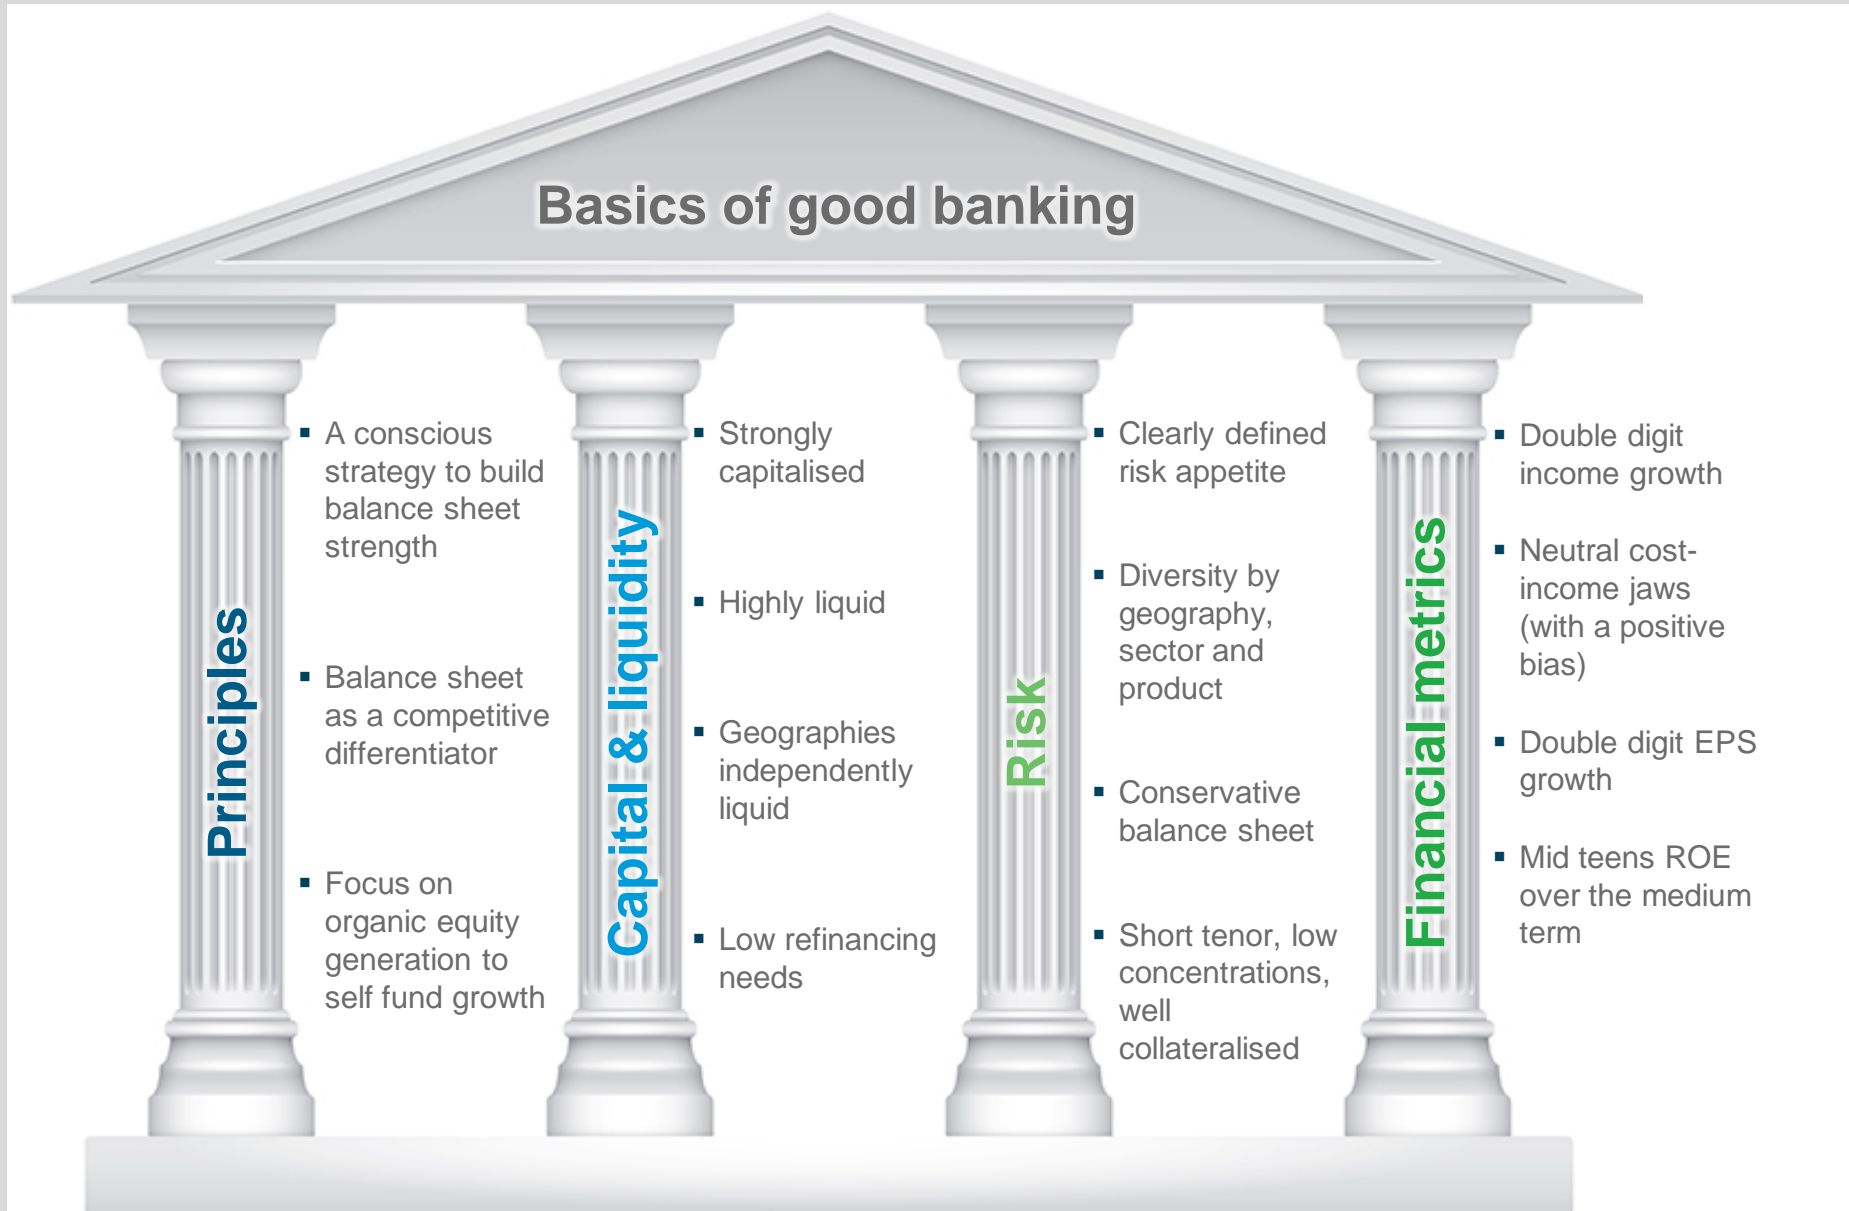 Basics of good banking
Principles
▪ A conscious
strategy to build
balance sheet
strength
▪ Balance sheet
as a competitive
differentiator
▪ Focus on
organic equity
generation to
self fund growth
Capital & liquidity
▪ Strongly
capitalised
▪ Highly liquid
▪ Geographies
independently
liquid
▪ Low refinancing
needs
Risk
▪ Clearly defined
risk appetite
▪ Diversity by
geography,
sector and
product
▪ Conservative
balance sheet
▪ Short tenor, low
concentrations,
well
collateralised
Financial metrics
▪ Double digit
income growth
▪ Neutral cost-
income jaws
(with a positive
bias)
▪ Double digit EPS
growth
▪ Mid teens ROE
over the medium
term